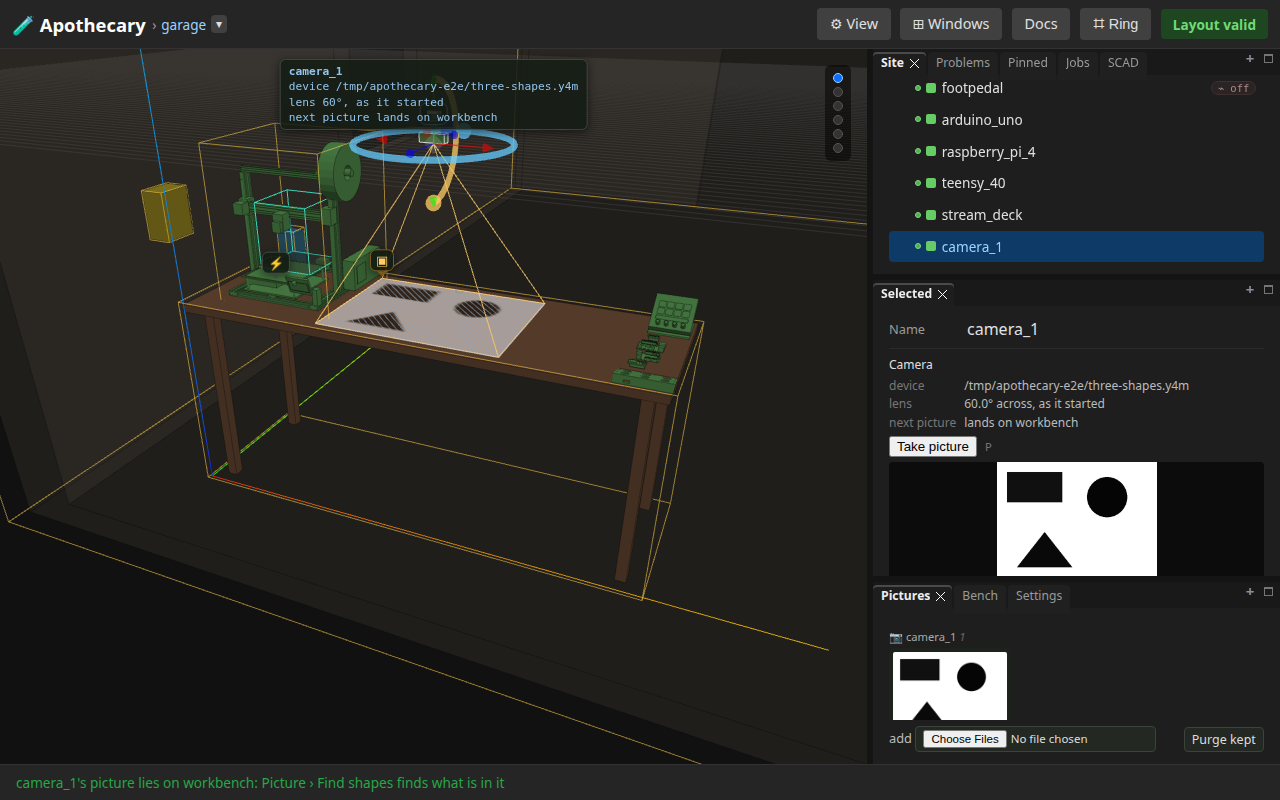 Apothecary › garage ▾
⚙ View
⊞ Windows
Docs
⌗ Ring
Layout valid
camera_1
device /tmp/apothecary-e2e/three-shapes.y4m
lens 60°, as it started
next picture lands on workbench
Site
Problems
Pinned
Jobs
SCAD
footpedal
~ off
arduino_uno
raspberry_pi_4
teensy_40
stream_deck
camera_1
Selected
Name camera_1
Camera
device /tmp/apothecary-e2e/three-shapes.y4m
lens 60.0° across, as it started
next picture lands on workbench
Take picture P
Pictures
Bench
Settings
camera_1 1
add Choose Files No file chosen
Purge kept
camera_1's picture lies on workbench: Picture › Find shapes finds what is in it